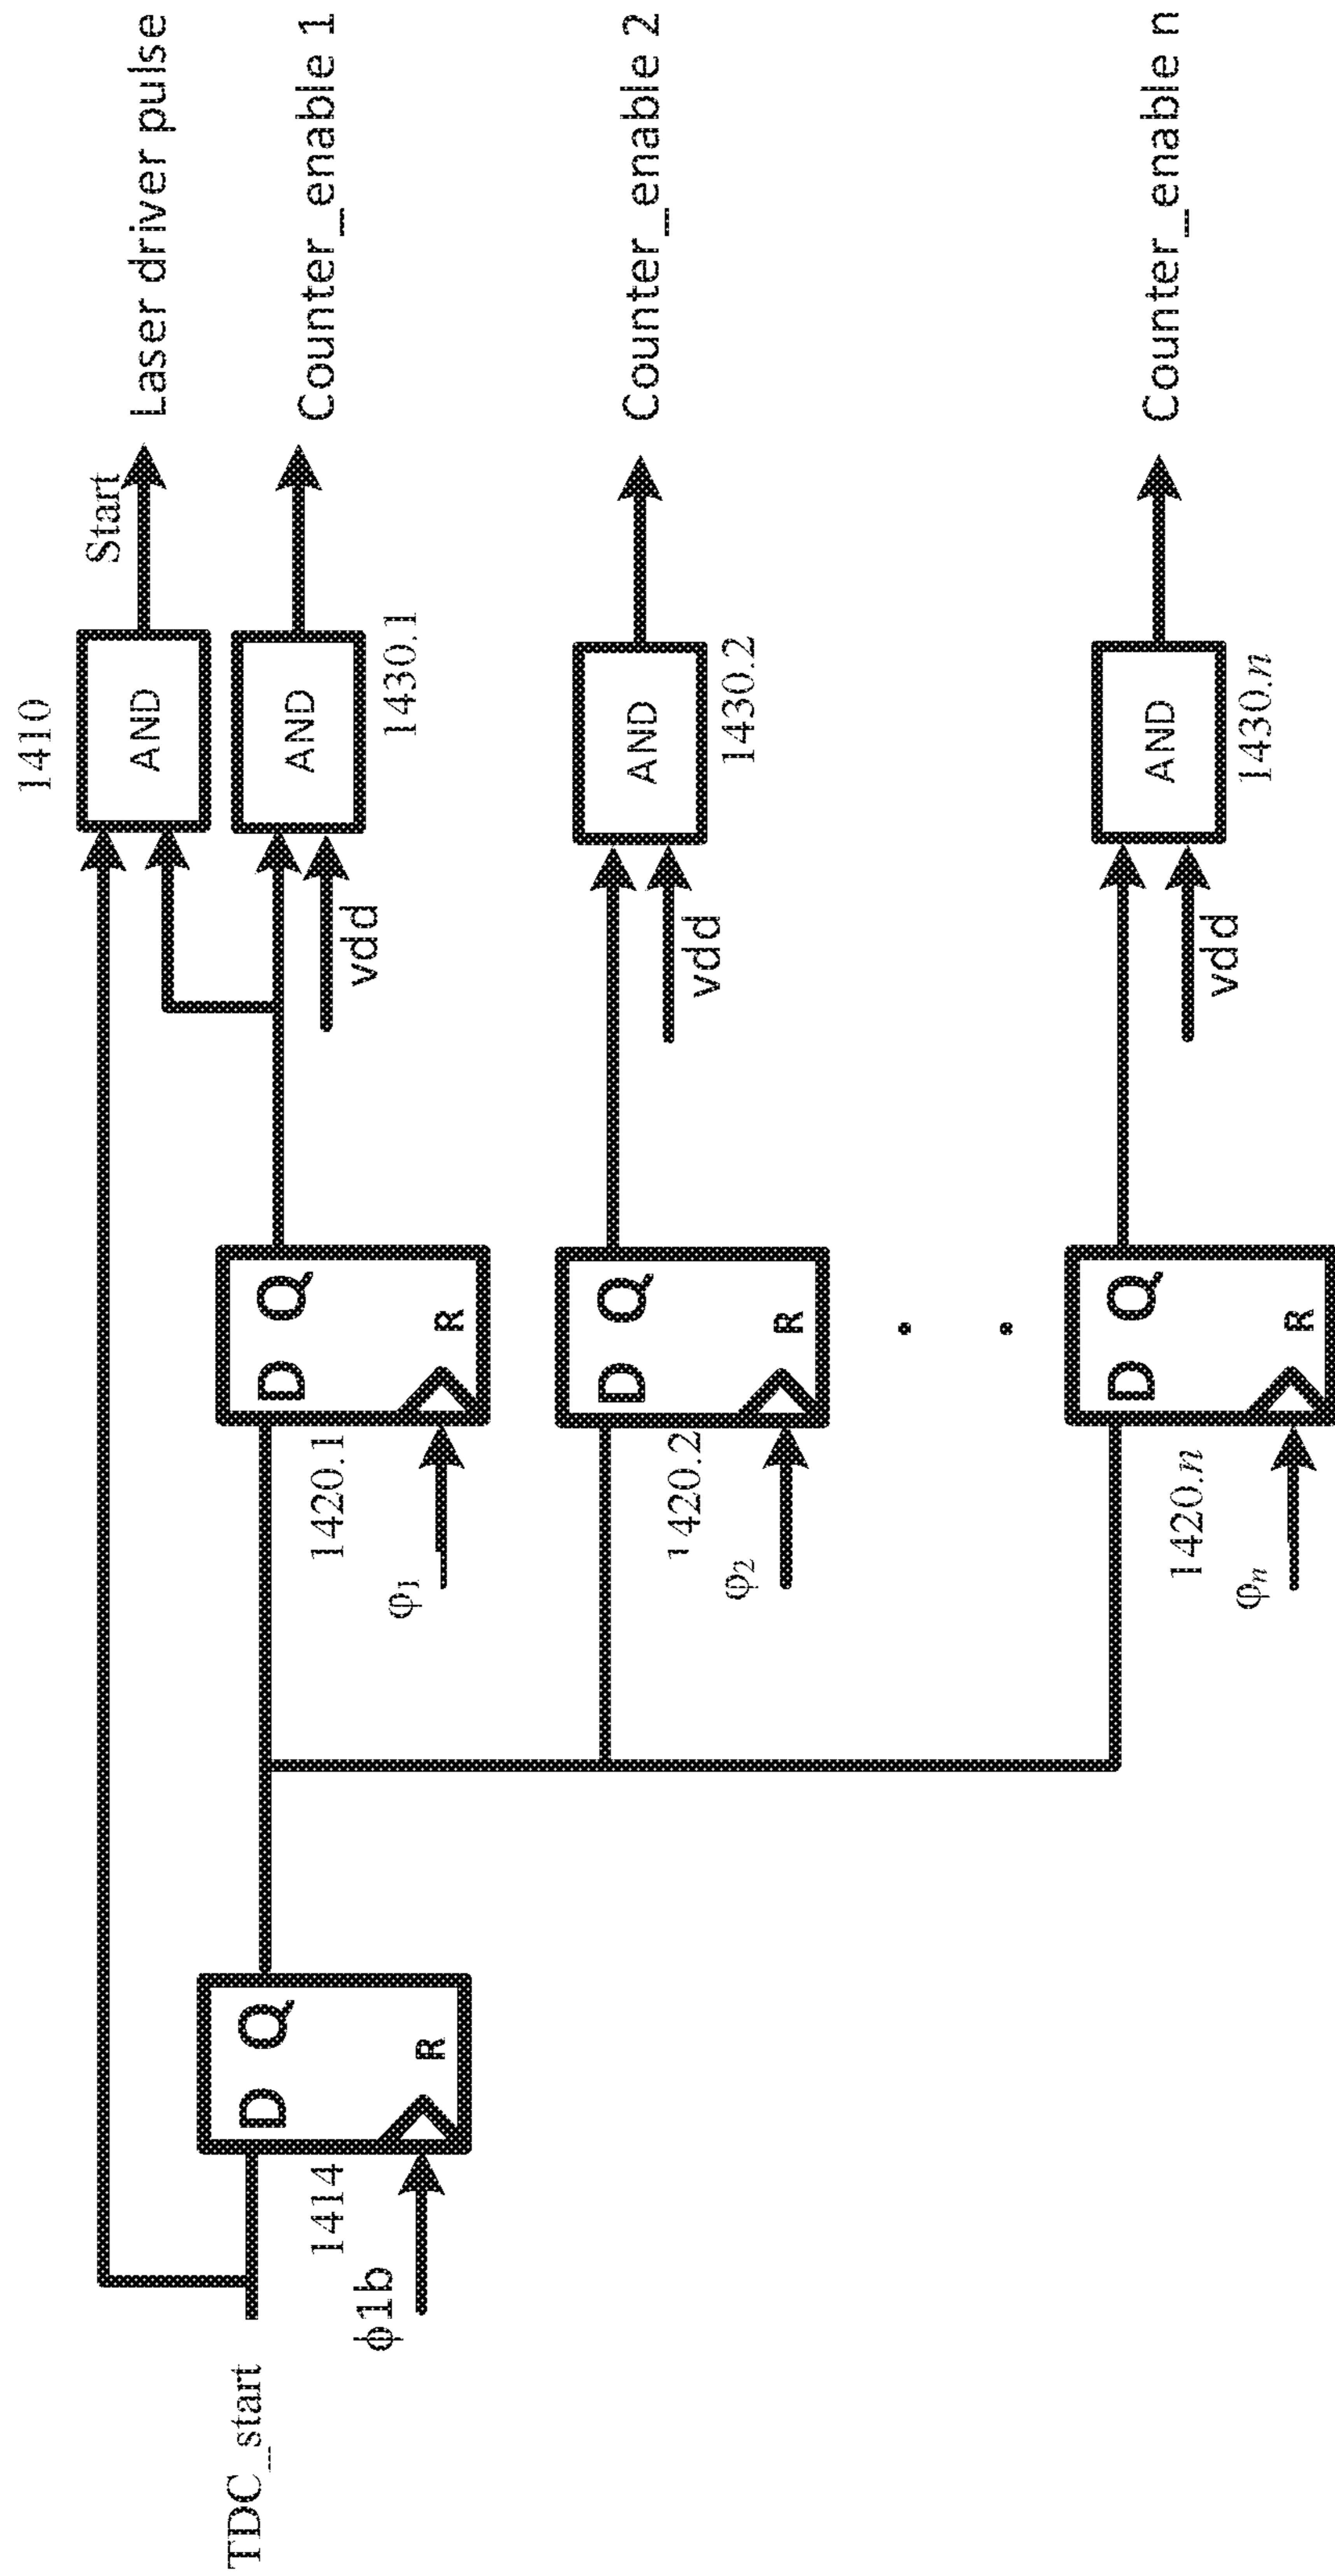 1410
Start
Laser driver pulse
AND
AND
Counter_enable 1
1430.1
vdd
TDC_start
D Q
R
1414
ϕ1b
D Q
R
1420.1
φ1
D Q
R
1420.2
φ2
AND
Counter_enable 2
1430.2
vdd
D Q
R
1420.n
φn
AND
Counter_enable n
1430.n
vdd